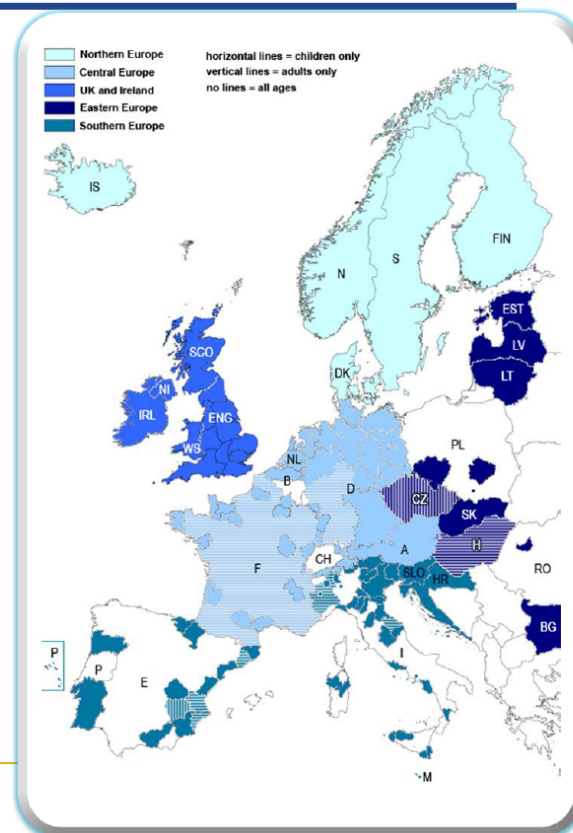 Northern Europe
Central Europe
UK and Ireland
Eastern Europe
Southern Europe
horizontal lines = children only
vertical lines = adults only
no lines = all ages
IS
FIN
S
N
EST
SCO
LV
DK
LT
NI
IRL
ENG
WS
NL
PL
B
D
CZ
SK
A
H
CH
F
SLO
HR
RO
BG
P
P
E
I
M